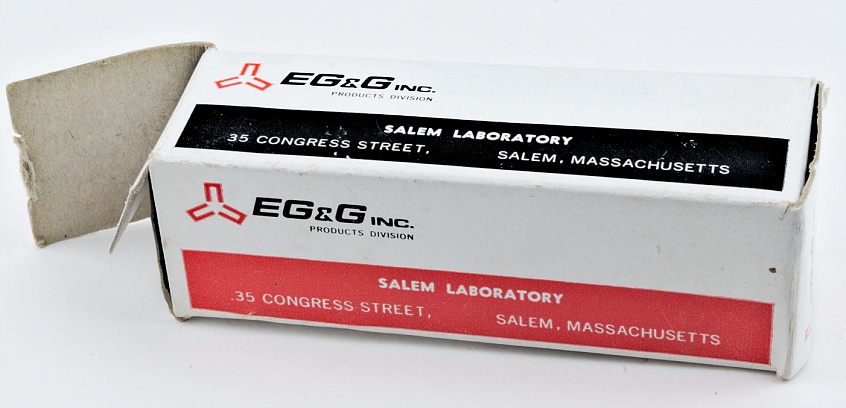 EG&G INC.
PRODUCTS DIVISION
SALEM LABORATORY
35 CONGRESS STREET, SALEM, MASSACHUSETTS
EG&G INC.
PRODUCTS DIVISION
SALEM LABORATORY
35 CONGRESS STREET, SALEM, MASSACHUSETTS